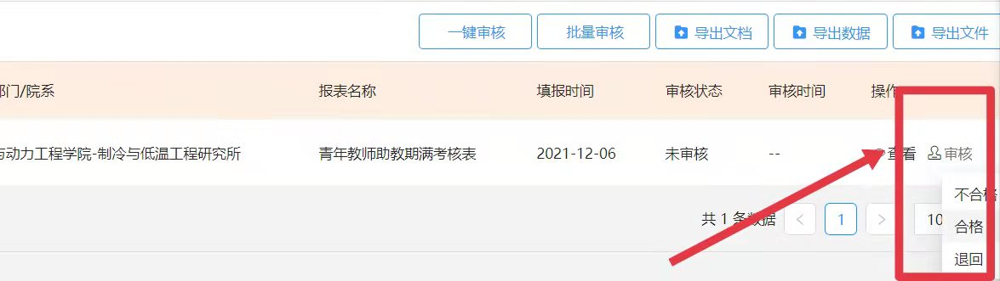 一键审核 批量审核 导出文档 导出数据 导出文件
部门/院系 报表名称 填报时间 审核状态 审核时间 操作
与动力工程学院-制冷与低温工程研究所 青年教师助教期满考核表 2021-12-06 未审核 -- 查看 审核
不合格
共 1 条数据 < 1 > 10
合格
退回